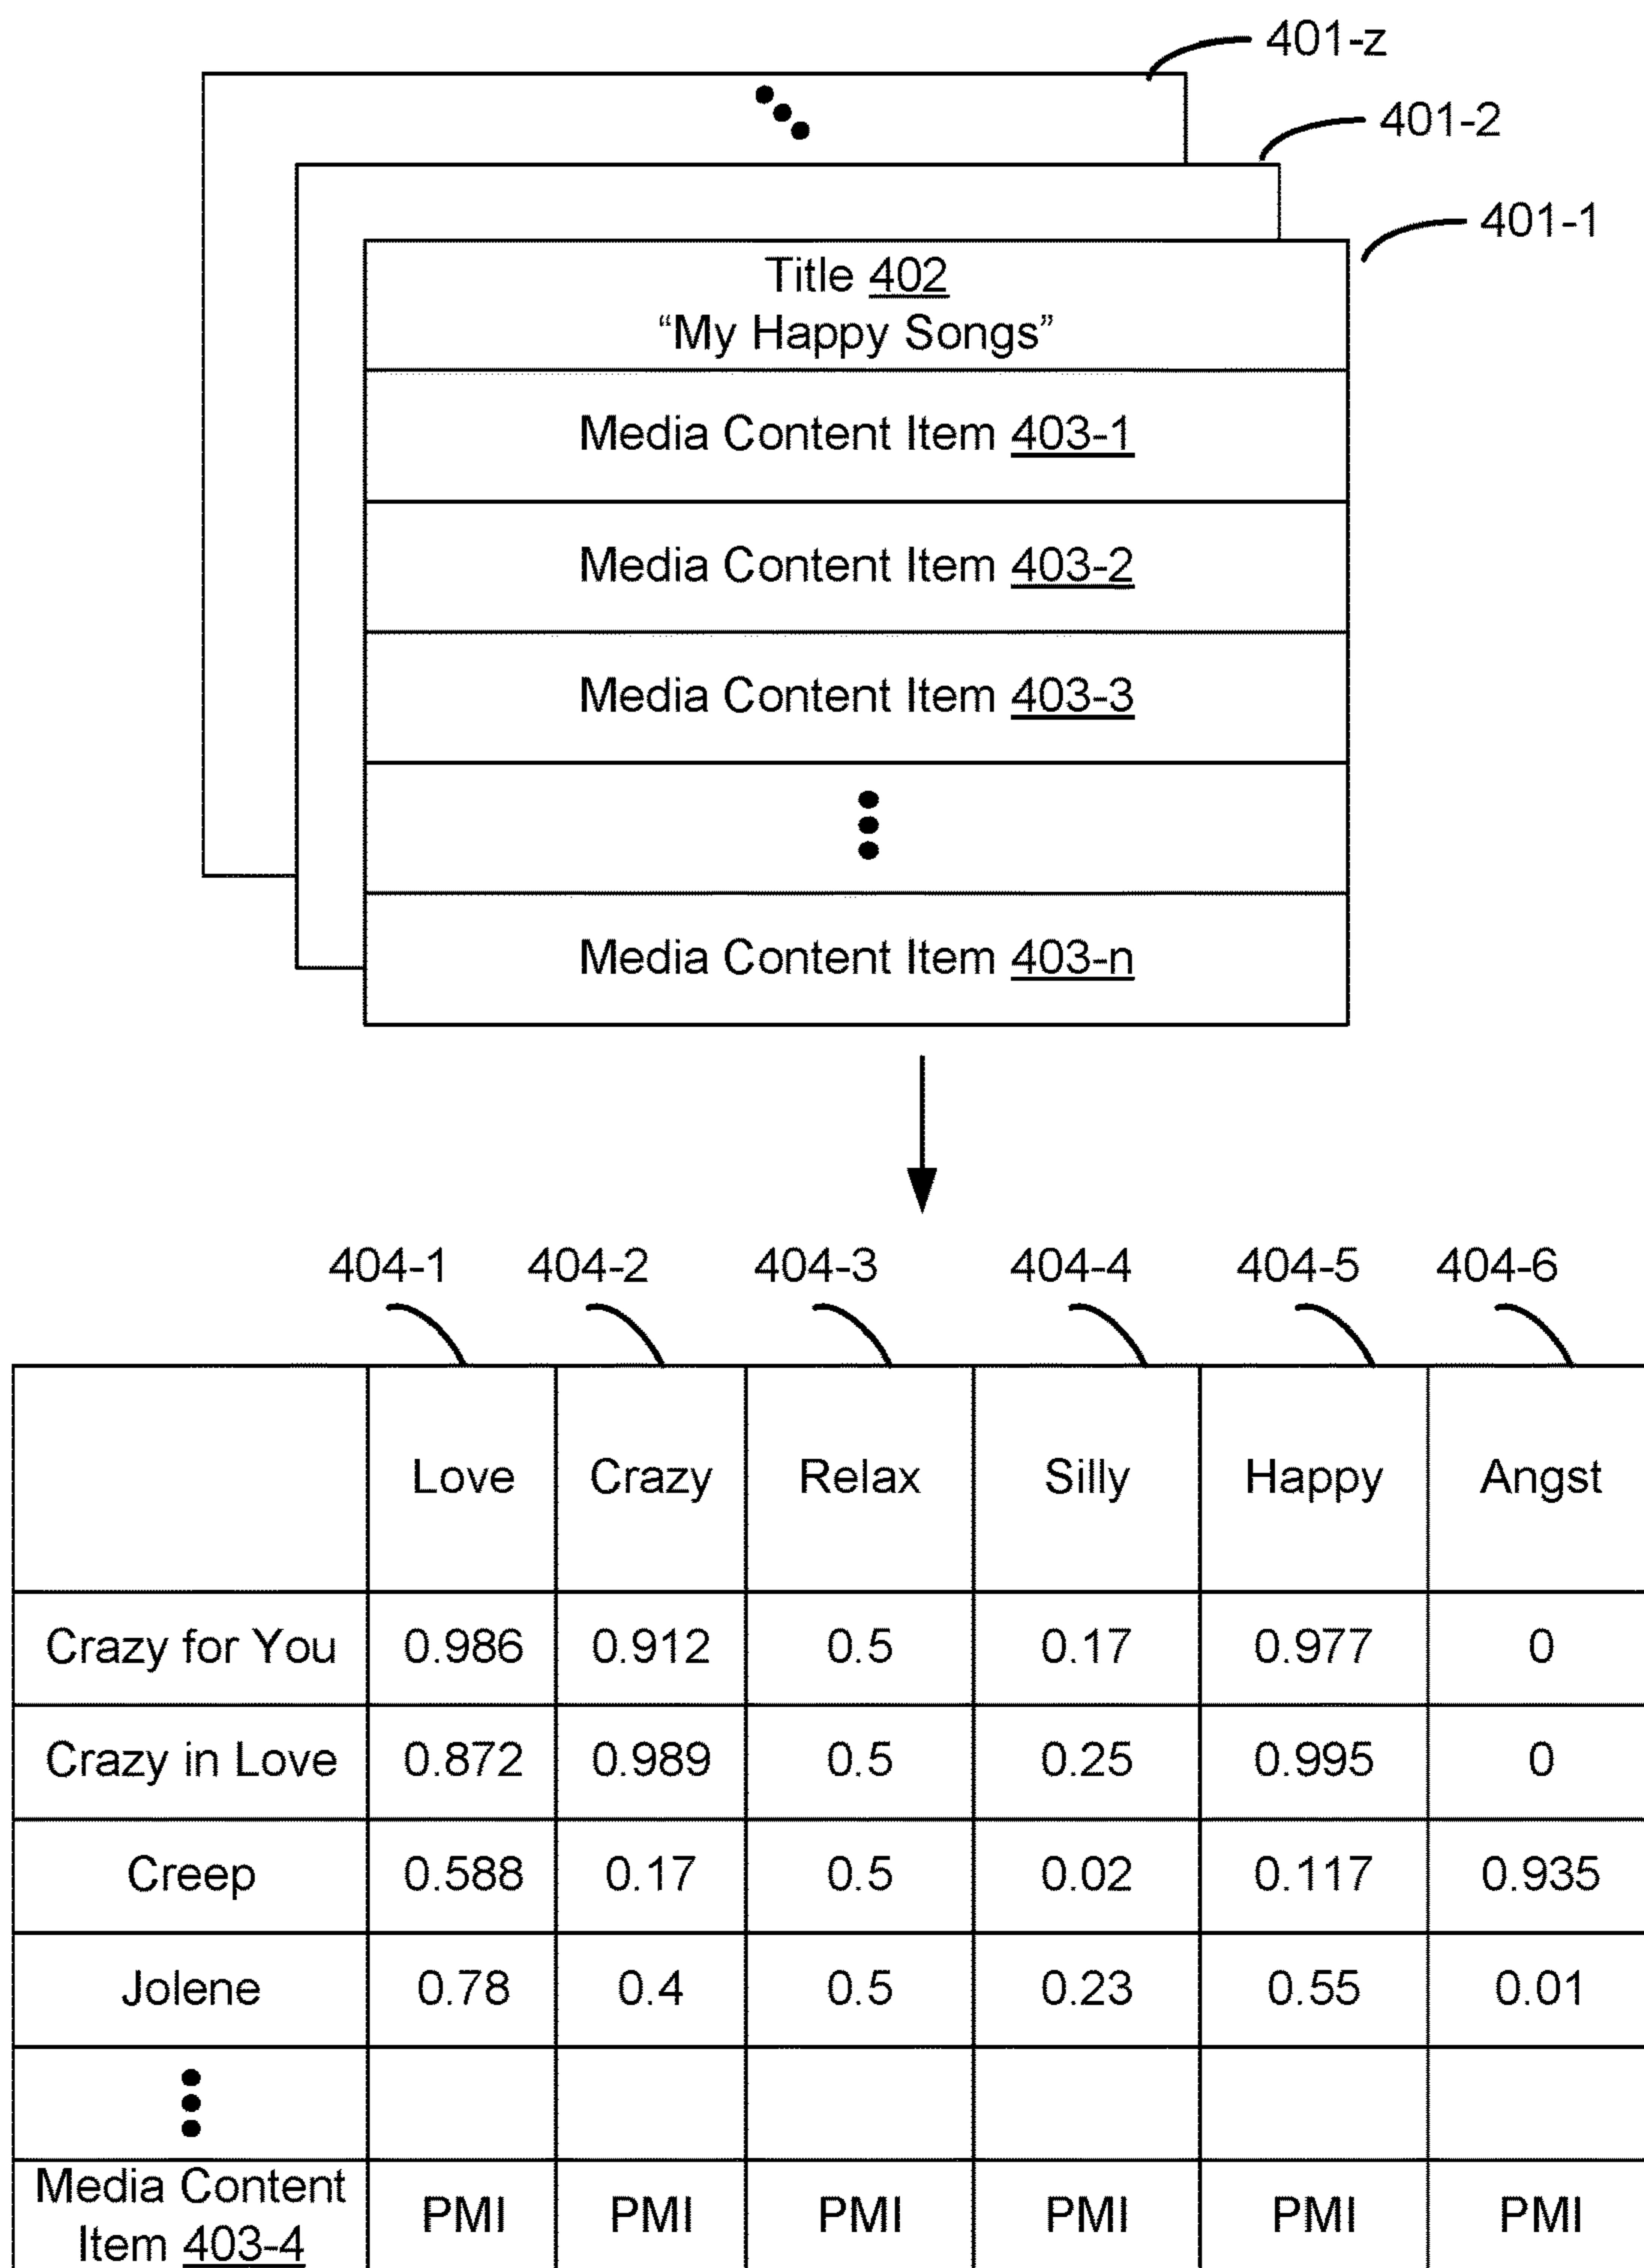 401-z
401-2
401-1
Title 402
“My Happy Songs”
Media Content Item 403-1
Media Content Item 403-2
Media Content Item 403-3
Media Content Item 403-n
404-1 404-2 404-3 404-4 404-5 404-6
Love Crazy Relax Silly Happy Angst
Crazy for You 0.986 0.912 0.5 0.17 0.977 0
Crazy in Love 0.872 0.989 0.5 0.25 0.995 0
Creep 0.588 0.17 0.5 0.02 0.117 0.935
Jolene 0.78 0.4 0.5 0.23 0.55 0.01
Media Content
Item 403-4 PMI PMI PMI PMI PMI PMI